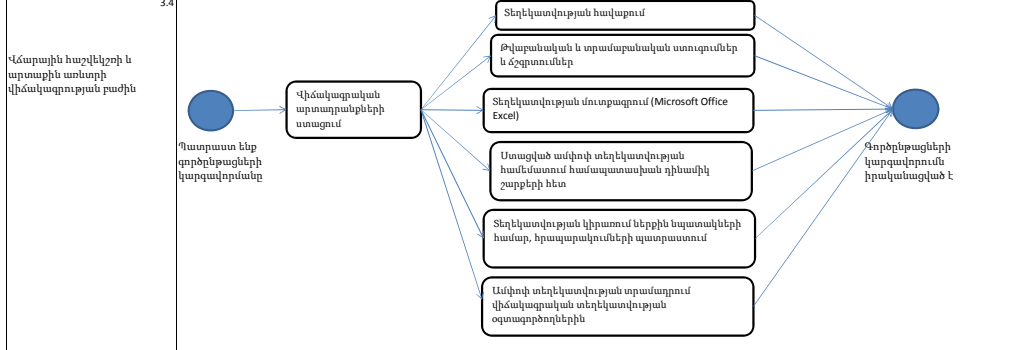 3.4
Վճարային հաշվեկշռի և
արտաքին առևտրի
վիճակագրության բաժին
Պատրաստ ենք
գործընթացների
կարգավորմանը
Վիճակագրական
արտադրանքների
ստացում
Տեղեկատվության հավաքում
Թվաբանական և տրամաբանական ստուգումներ
և ճշգրտումներ
Տեղեկատվության մուտքագրում (Microsoft Office
Excel)
Ստացված ամփոփ տեղեկատվության
համեմատում համապատասխան դինամիկ
շարքերի հետ
Տեղեկատվության կիրառում ներքին նպատակների
համար, հրապարակումների պատրաստում
Ամփոփ տեղեկատվության տրամադրում
վիճակագրական տեղեկատվության
օգտագործողներին
Գործընթացների
կարգավորումն
իրականացված է